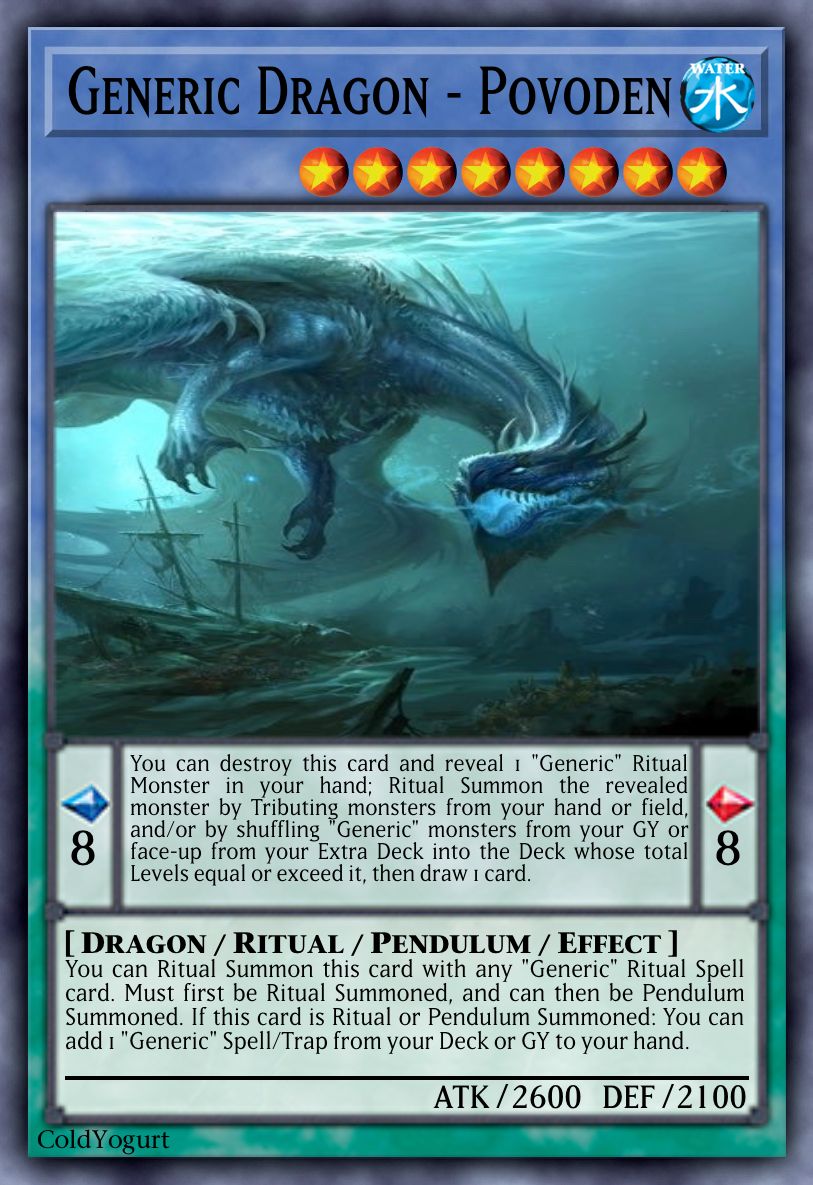 Generic Dragon - Povoden
WATER
水
You can destroy this card and reveal 1 "Generic" Ritual
Monster in your hand; Ritual Summon the revealed
monster by Tributing monsters from your hand or field,
and/or by shuffling "Generic" monsters from your GY or
face-up from your Extra Deck into the Deck whose total
Levels equal or exceed it, then draw 1 card.
8
8
[ Dragon / Ritual / Pendulum / Effect ]
You can Ritual Summon this card with any "Generic" Ritual Spell
card. Must first be Ritual Summoned, and can then be Pendulum
Summoned. If this card is Ritual or Pendulum Summoned: You can
add 1 "Generic" Spell/Trap from your Deck or GY to your hand.
ATK / 2600 DEF / 2100
ColdYogurt